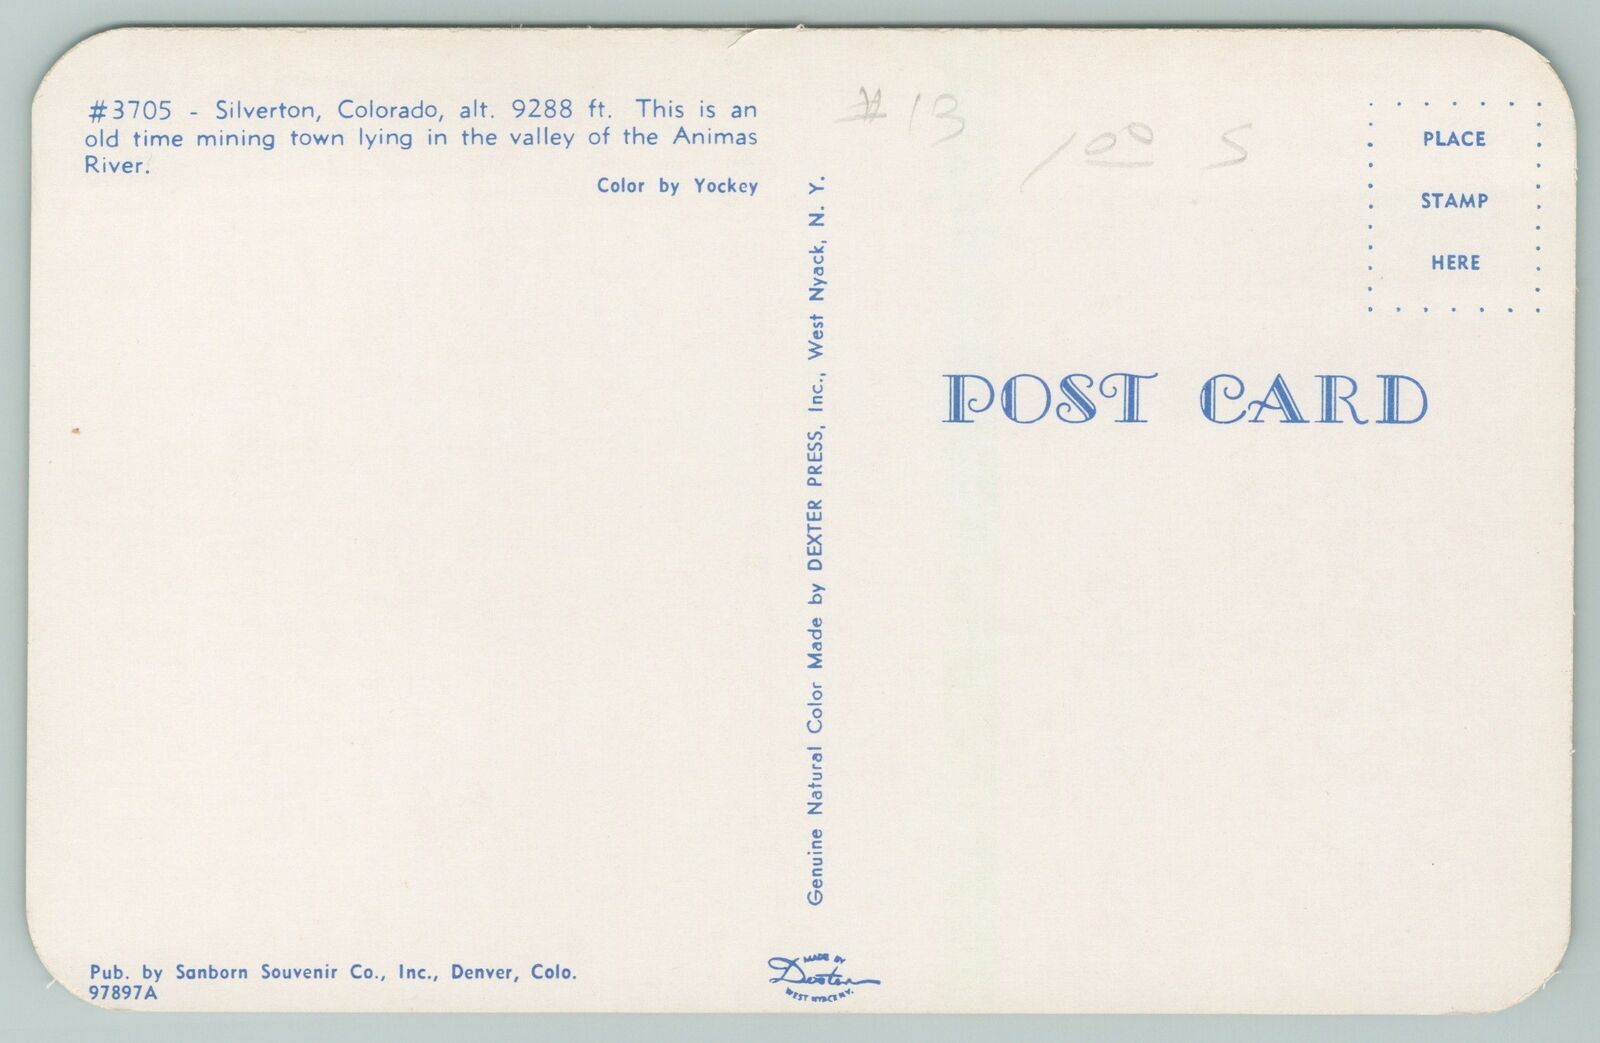 #3705 - Silverton, Colorado, alt. 9288 ft. This is an
old time mining town lying in the valley of the Animas
River.
Color by Yockey
# 13
1 00 S
PLACE
STAMP
HERE
Genuine Natural Color Made by DEXTER PRESS, Inc., West Nyack, N. Y.
POST CARD
Pub. by Sanborn Souvenir Co., Inc., Denver, Colo.
97897A
MADE BY
Dexter
WEST NYACK N.Y.